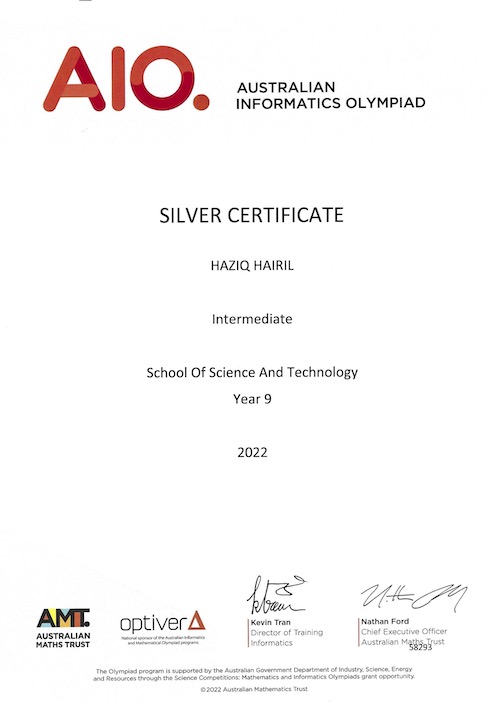 AIO.
AUSTRALIAN
INFORMATICS OLYMPIAD
SILVER CERTIFICATE
HAZIQ HAIRIL
Intermediate
School Of Science And Technology
Year 9
2022
AMT.
AUSTRALIAN
MATHS TRUST
optiver
National sponsor of the Australian Informatics
and Mathematical Olympiad programs
Kevin Tran
Director of Training
Informatics
Nathan Ford
Chief Executive Officer
Australian Maths Trust
58293
The Olympiad program is supported by the Australian Government Department of Industry, Science, Energy
and Resources through the Science Competitions: Mathematics and Informatics Olympiads grant opportunity.
©2022 Australian Mathematics Trust